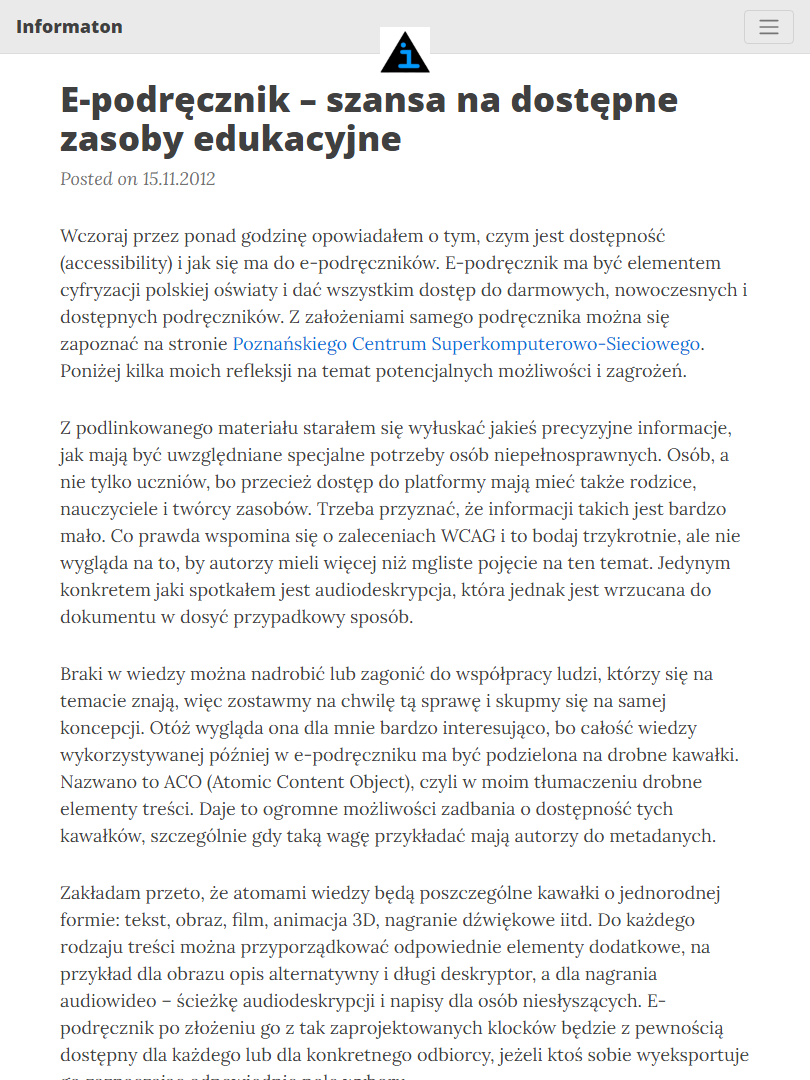 Informaton
E-podręcznik – szansa na dostępne
zasoby edukacyjne
Posted on 15.11.2012
Wczoraj przez ponad godzinę opowiadałem o tym, czym jest dostępność
(accessibility) i jak się ma do e-podręczników. E-podręcznik ma być elementem
cyfryzacji polskiej oświaty i dać wszystkim dostęp do darmowych, nowoczesnych i
dostępnych podręczników. Z założeniami samego podręcznika można się
zapoznać na stronie Poznańskiego Centrum Superkomputerowo-Sieciowego.
Poniżej kilka moich refleksji na temat potencjalnych możliwości i zagrożeń.
Z podlinkowanego materiału starałem się wyłuskać jakieś precyzyjne informacje,
jak mają być uwzględniane specjalne potrzeby osób niepełnosprawnych. Osób, a
nie tylko uczniów, bo przecież dostęp do platformy mają mieć także rodzice,
nauczyciele i twórcy zasobów. Trzeba przyznać, że informacji takich jest bardzo
mało. Co prawda wspomina się o zaleceniach WCAG i to bodaj trzykrotnie, ale nie
wygląda na to, by autorzy mieli więcej niż mgliste pojęcie na ten temat. Jedynym
konkretem jaki spotkałem jest audiodeskrypcja, która jednak jest wrzucana do
dokumentu w dosyć przypadkowy sposób.
Braki w wiedzy można nadrobić lub zagonić do współpracy ludzi, którzy się na
temacie znają, więc zostawmy na chwilę tą sprawę i skupmy się na samej
koncepcji. Otóż wygląda ona dla mnie bardzo interesująco, bo całość wiedzy
wykorzystywanej później w e-podręczniku ma być podzielona na drobne kawałki.
Nazwano to ACO (Atomic Content Object), czyli w moim tłumaczeniu drobne
elementy treści. Daje to ogromne możliwości zadbania o dostępność tych
kawałków, szczególnie gdy taką wagę przykładać mają autorzy do metadanych.
Zakładam przeto, że atomami wiedzy będą poszczególne kawałki o jednorodnej
formie: tekst, obraz, film, animacja 3D, nagranie dźwiękowe iitd. Do każdego
rodzaju treści można przyporządkować odpowiednie elementy dodatkowe, na
przykład dla obrazu opis alternatywny i długi deskryptor, a dla nagrania
audiowideo – ścieżkę audiodeskrypcji i napisy dla osób niesłyszących. E-
podręcznik po złożeniu go z tak zaprojektowanych klocków będzie z pewnością
dostępny dla każdego lub dla konkretnego odbiorcy, jeżeli ktoś sobie wyeksportuje